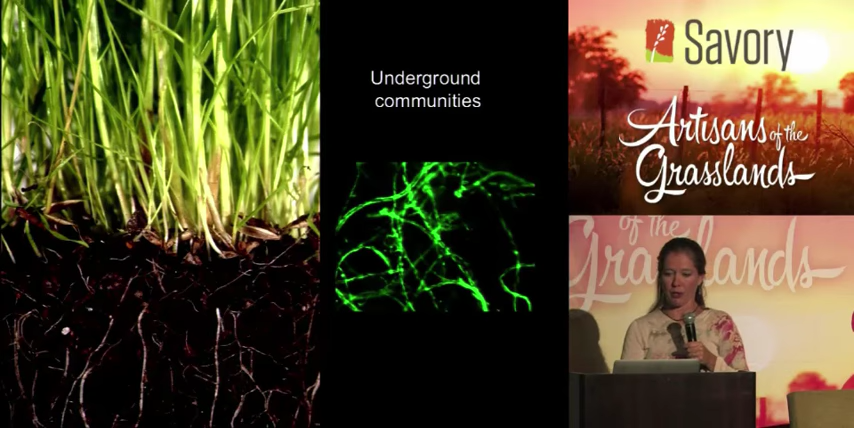 Underground
communities
Savory
Artisans of the
Grasslands
of the
Grasslands